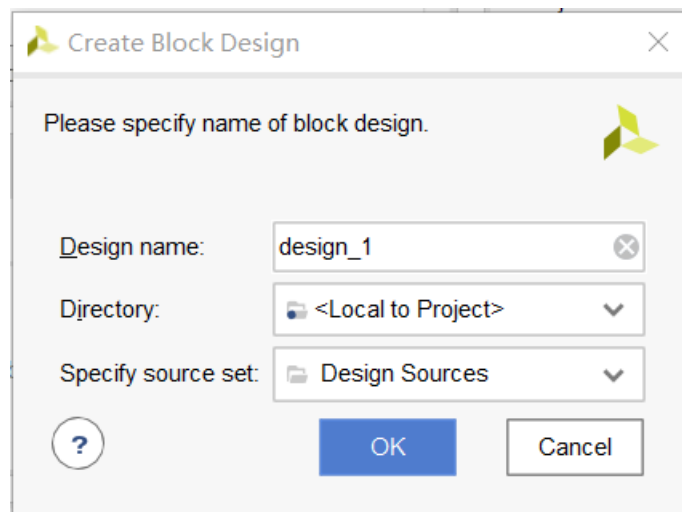 Create Block Design
Please specify name of block design.
Design name: design_1
Directory: <Local to Project>
Specify source set: Design Sources
? OK Cancel